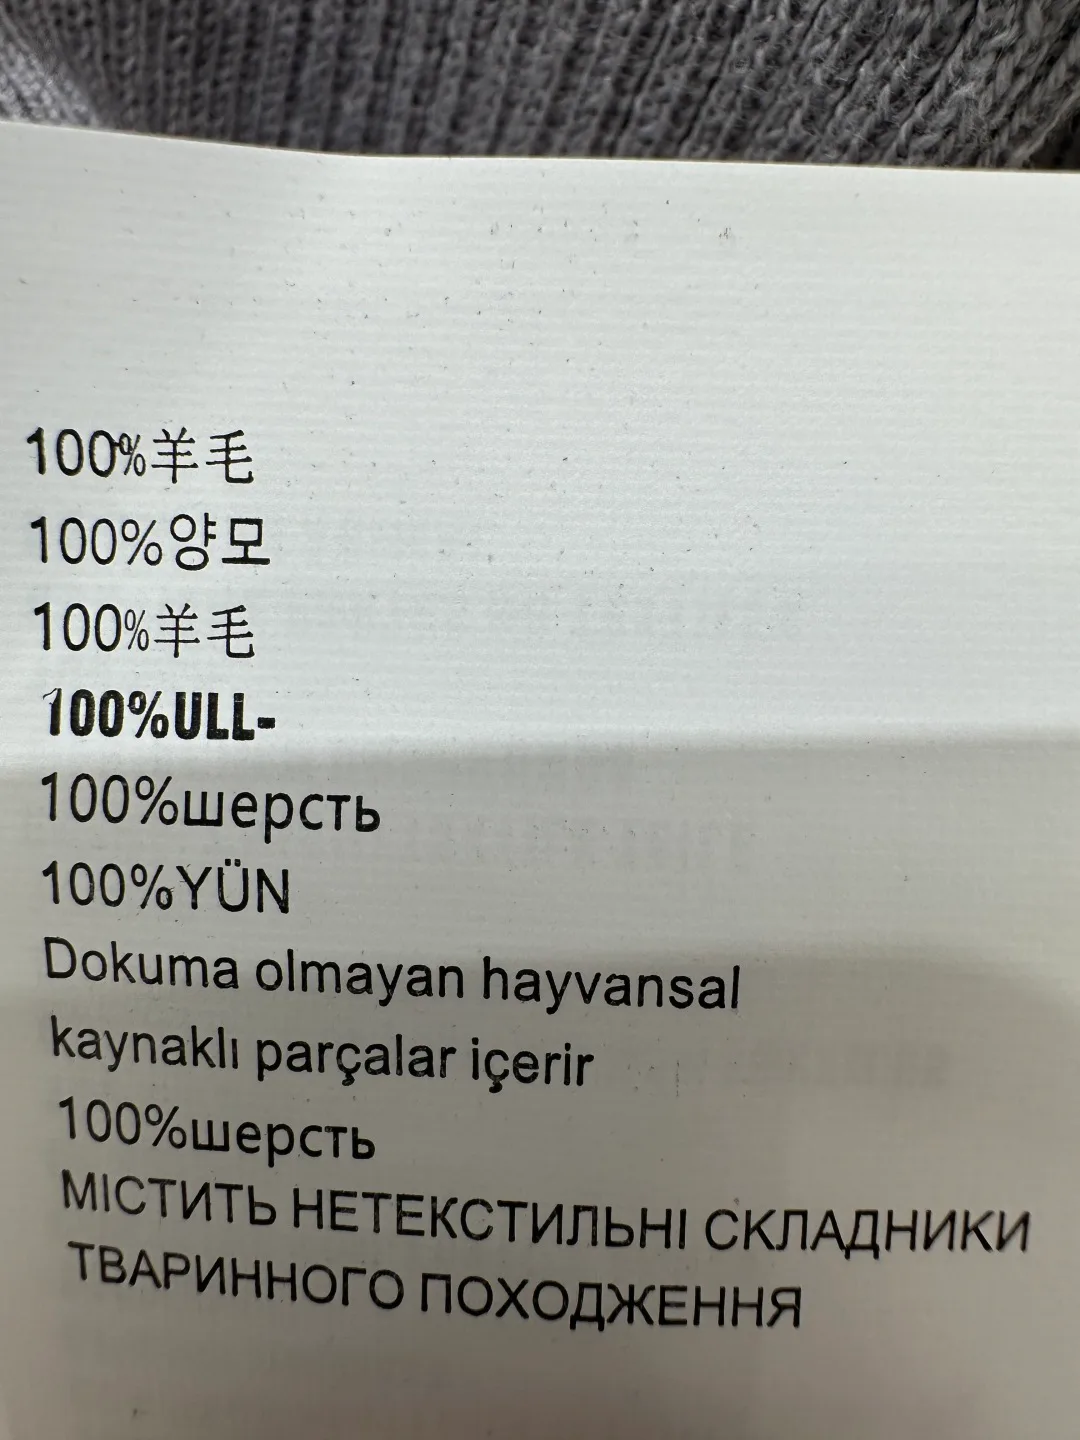 100%羊毛
100%양모
100%羊毛
100%ULL-
100%шерсть
100%YÜN
Dokuma olmayan hayvansal
kaynaklı parçalar içerir
100%шерсть
МІСТИТЬ НЕТЕКСТИЛЬНІ СКЛАДНИКИ
ТВАРИННОГО ПОХОДЖЕННЯ